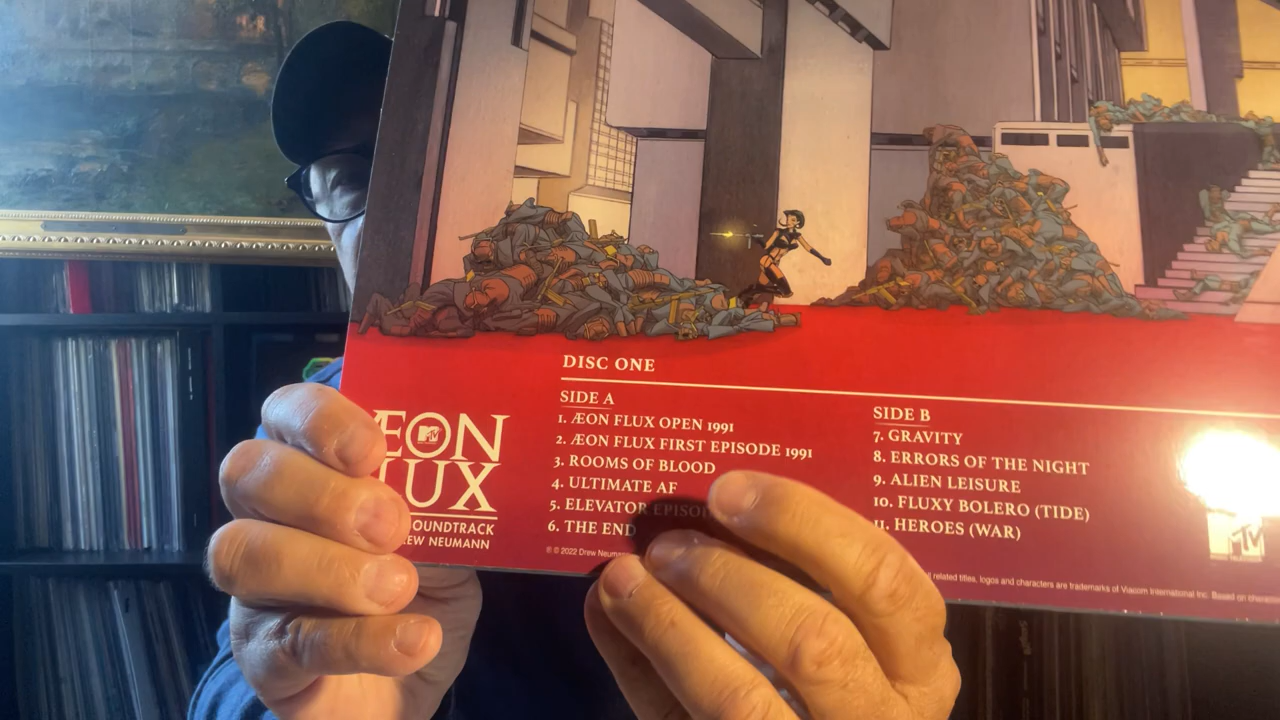 DISC ONE
SIDE A
1. ÆON FLUX OPEN 1991
2. ÆON FLUX FIRST EPISODE 1991
3. ROOMS OF BLOOD
4. ULTIMATE AF
5. ELEVATOR EPISO
6. THE END
SIDE B
7. GRAVITY
8. ERRORS OF THE NIGHT
9. ALIEN LEISURE
10. FLUXY BOLERO (TIDE)
11. HEROES (WAR)
ÆON
LUX
OUNDTRACK
EW NEUMANN
℗ © 2022 Drew Neuman
all related titles, logos and characters are trademarks of Viacom International Inc. Based on
MTV